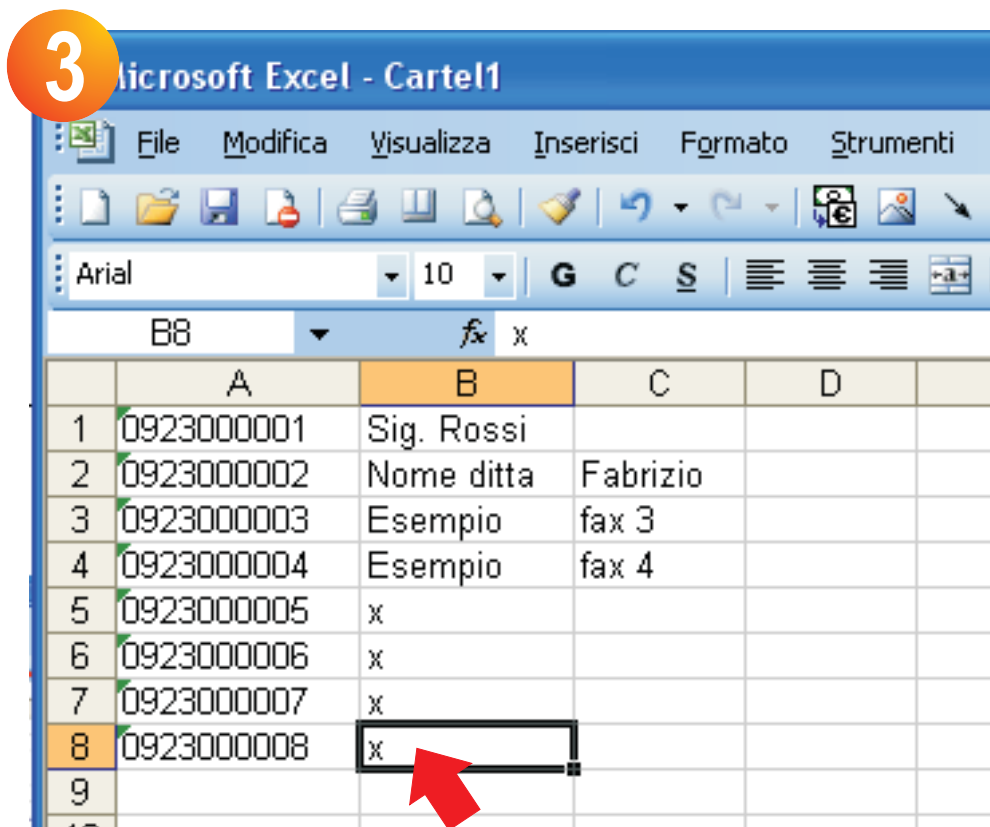 3
Microsoft Excel - Cartel1
File Modifica Visualizza Inserisci Formato Strumenti
Arial 10 G C S
B8 fx x
A B C D
1 0923000001 Sig. Rossi
2 0923000002 Nome ditta Fabrizio
3 0923000003 Esempio fax 3
4 0923000004 Esempio fax 4
5 0923000005 x
6 0923000006 x
7 0923000007 x
8 0923000008 x
9